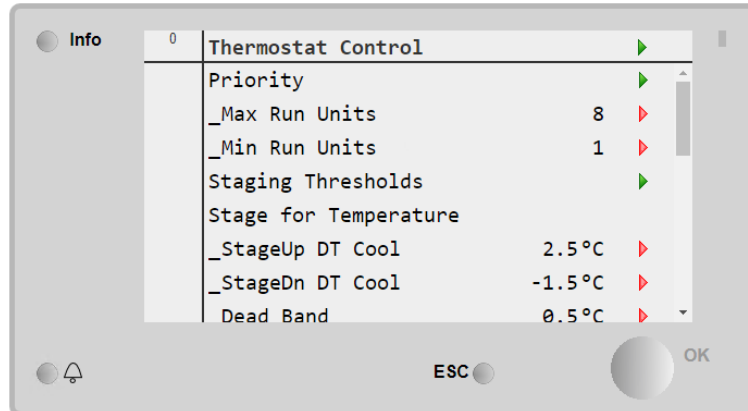 Info
0 Thermostat Control
Priority
_Max Run Units 8
_Min Run Units 1
Staging Thresholds
Stage for Temperature
_StageUp DT Cool 2.5°C
_StageDn DT Cool -1.5°C
_Dead Band 0.5°C
ESC
OK